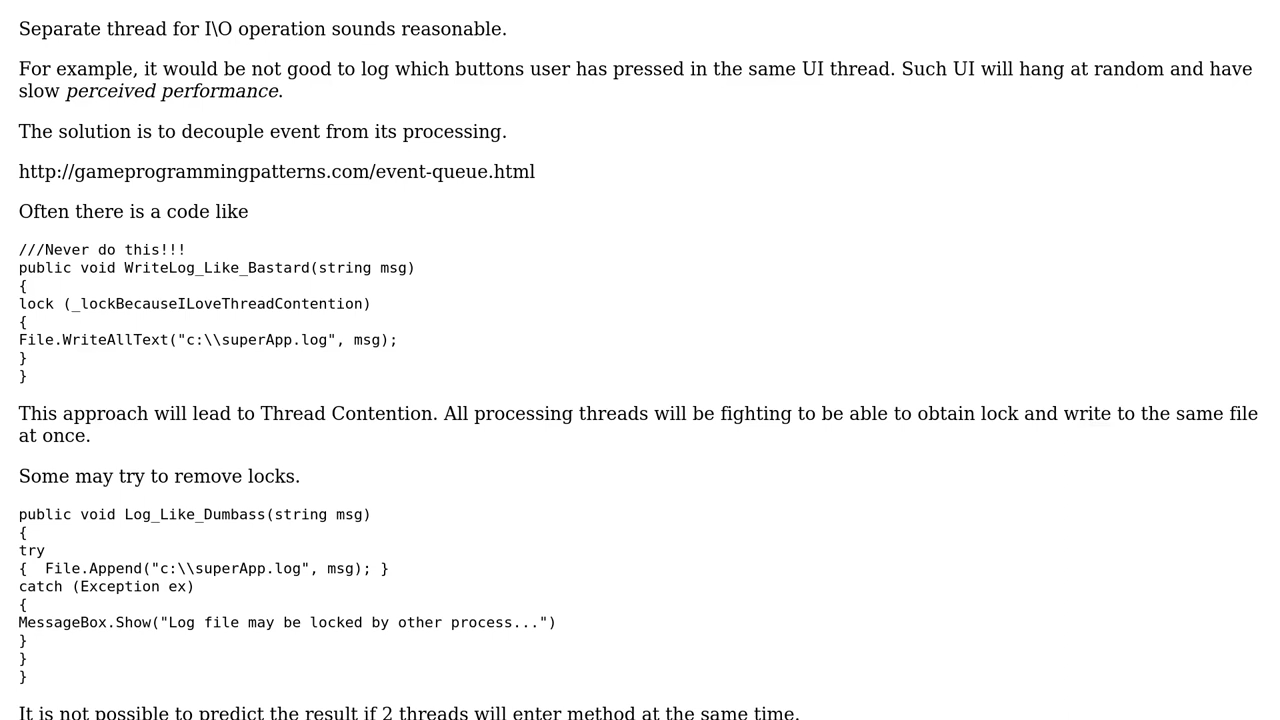 Separate thread for I\O operation sounds reasonable.
For example, it would be not good to log which buttons user has pressed in the same UI thread. Such UI will hang at random and have
slow perceived performance.
The solution is to decouple event from its processing.
http://gameprogrammingpatterns.com/event-queue.html
Often there is a code like
///Never do this!!!
public void WriteLog_Like_Bastard(string msg)
{
lock (_lockBecauseILoveThreadContention)
{
File.WriteAllText("c:\\superApp.log", msg);
}
}
This approach will lead to Thread Contention. All processing threads will be fighting to be able to obtain lock and write to the same file
at once.
Some may try to remove locks.
public void Log_Like_Dumbass(string msg)
{
try
{  File.Append("c:\\superApp.log", msg); }
catch (Exception ex)
{
MessageBox.Show("Log file may be locked by other process...")
}
}
}
It is not possible to predict the result if 2 threads will enter method at the same time.